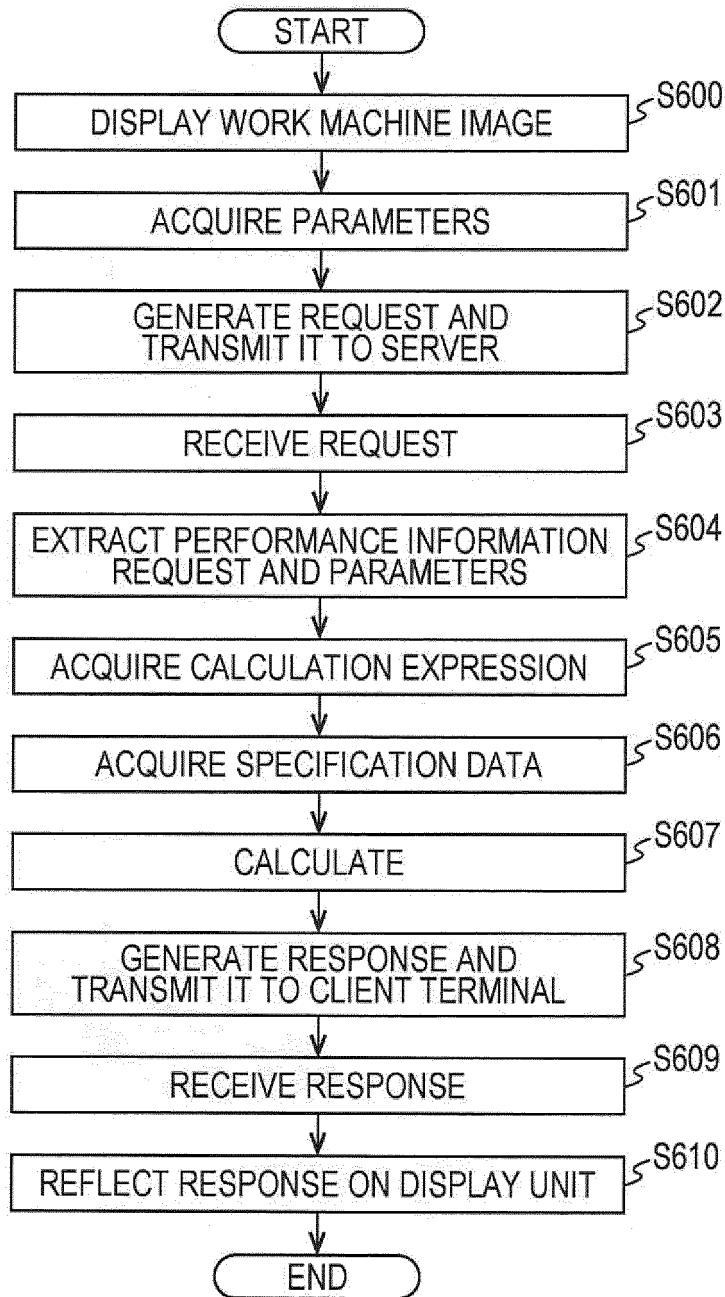 START
DISPLAY WORK MACHINE IMAGE
S600
ACQUIRE PARAMETERS
S601
GENERATE REQUEST AND
TRANSMIT IT TO SERVER
S602
RECEIVE REQUEST
S603
EXTRACT PERFORMANCE INFORMATION
REQUEST AND PARAMETERS
S604
ACQUIRE CALCULATION EXPRESSION
S605
ACQUIRE SPECIFICATION DATA
S606
CALCULATE
S607
GENERATE RESPONSE AND
TRANSMIT IT TO CLIENT TERMINAL
S608
RECEIVE RESPONSE
S609
REFLECT RESPONSE ON DISPLAY UNIT
S610
END